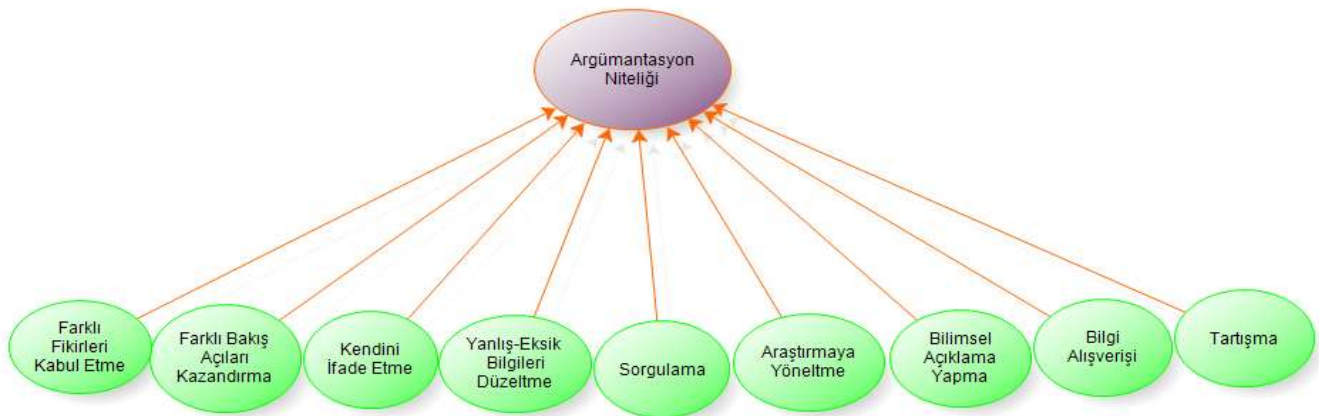 Argümantasyon
Niteliği
Farklı
Fikirleri
Kabul Etme
Farklı Bakış
Açıları
Kazandırma
Kendini
İfade Etme
Yanlış-Eksik
Bilgileri
Düzeltme
Sorgulama
Araştırmaya
Yöneltme
Bilimsel
Açıklama
Yapma
Bilgi
Alışverişi
Tartışma